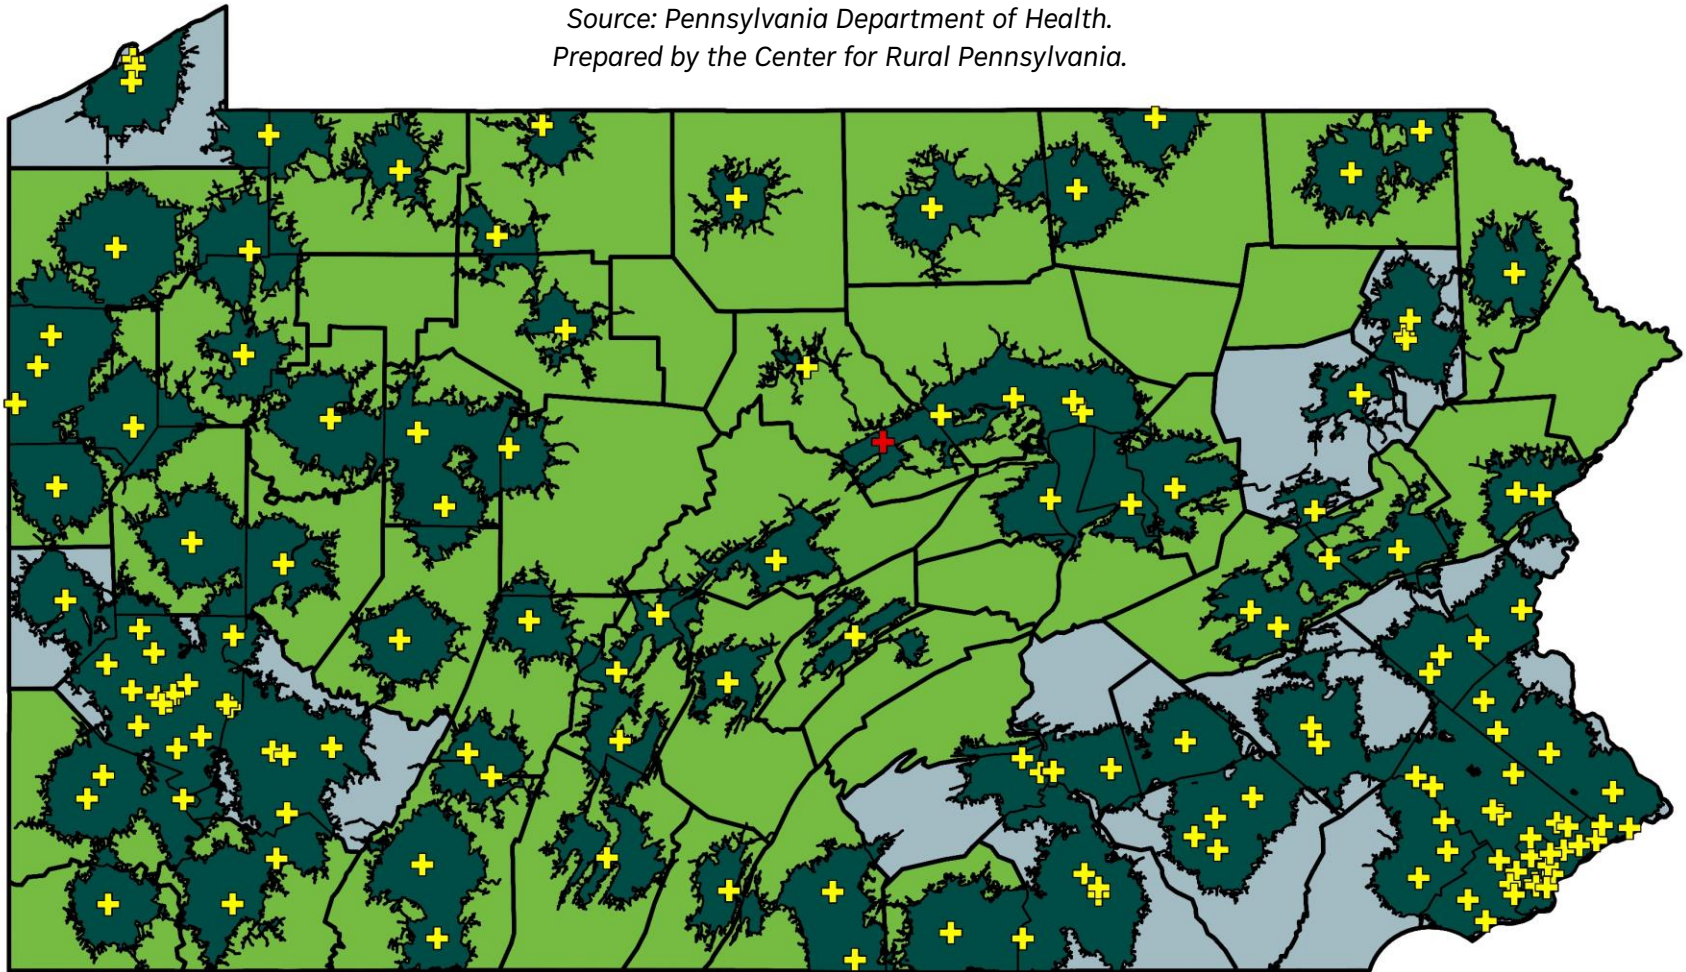 Source: Pennsylvania Department of Health.
Prepared by the Center for Rural Pennsylvania.